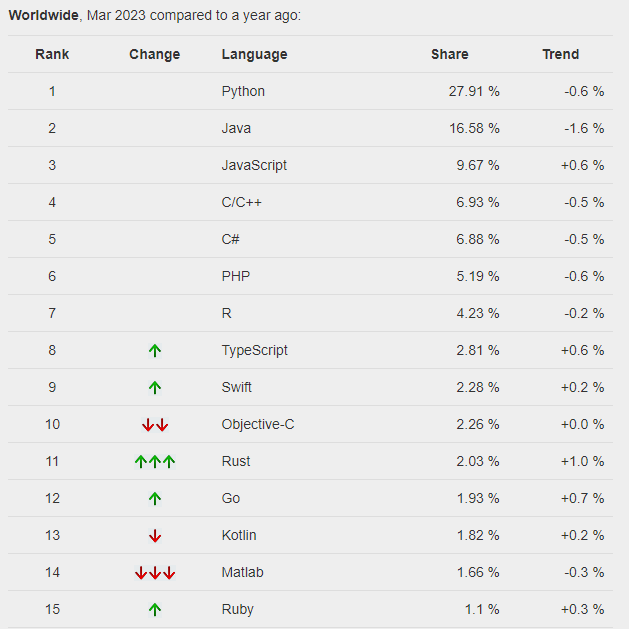 Worldwide, Mar 2023 compared to a year ago:
Rank Change Language Share Trend
1 Python 27.91 % -0.6 %
2 Java 16.58 % -1.6 %
3 JavaScript 9.67 % +0.6 %
4 C/C++ 6.93 % -0.5 %
5 C# 6.88 % -0.5 %
6 PHP 5.19 % -0.6 %
7 R 4.23 % -0.2 %
8 ↑ TypeScript 2.81 % +0.6 %
9 ↑ Swift 2.28 % +0.2 %
10 ↓↓ Objective-C 2.26 % +0.0 %
11 ↑↑↑ Rust 2.03 % +1.0 %
12 ↑ Go 1.93 % +0.7 %
13 ↓ Kotlin 1.82 % +0.2 %
14 ↓↓↓ Matlab 1.66 % -0.3 %
15 ↑ Ruby 1.1 % +0.3 %